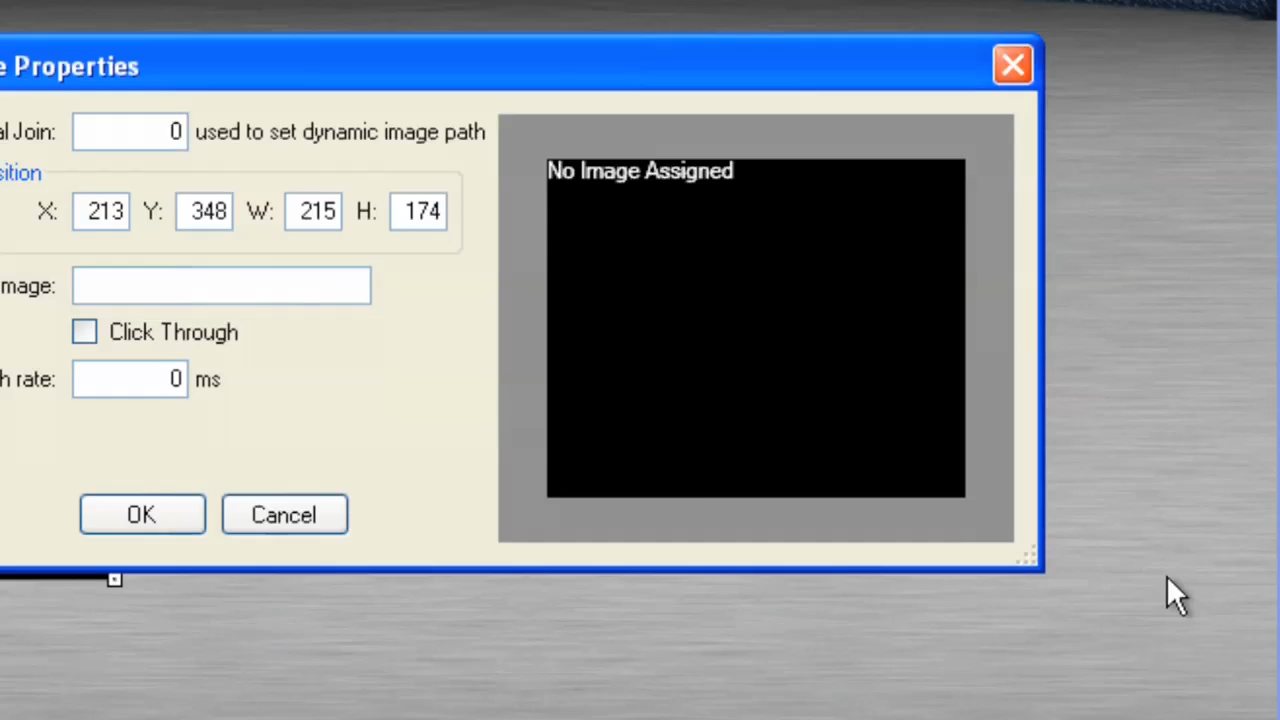 e Properties
al Join: 0 used to set dynamic image path
sition
X: 213 Y: 348 W: 215 H: 174
mage:
Click Through
h rate: 0 ms
OK Cancel
No Image Assigned